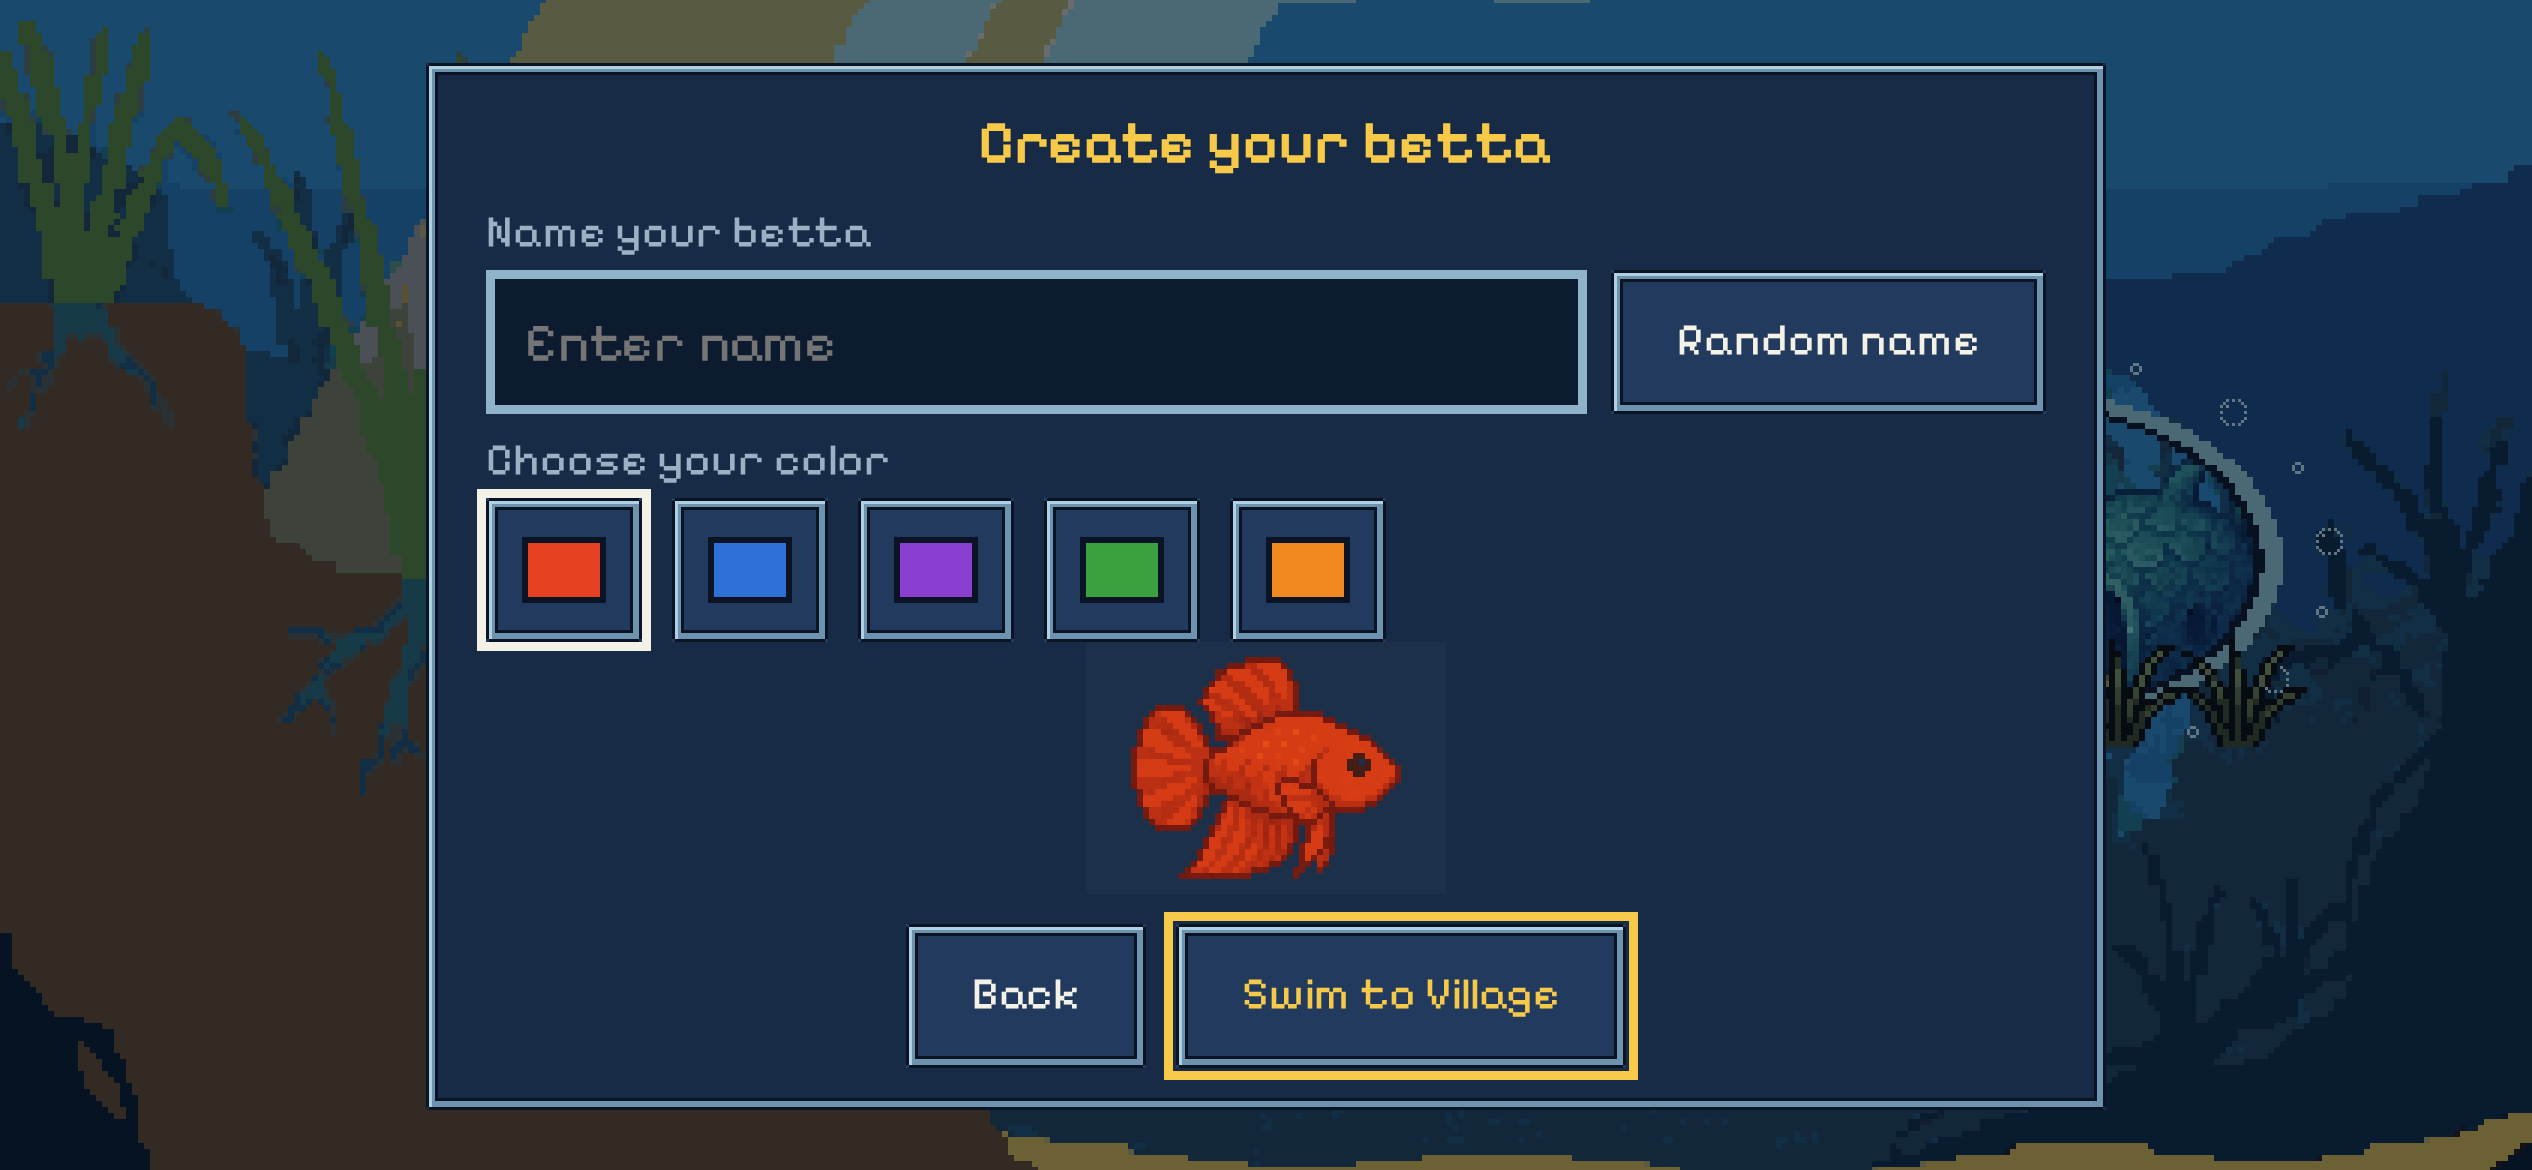 Create your betta
Name your betta
Enter name
Random name
Choose your color
Back
Swim to Village